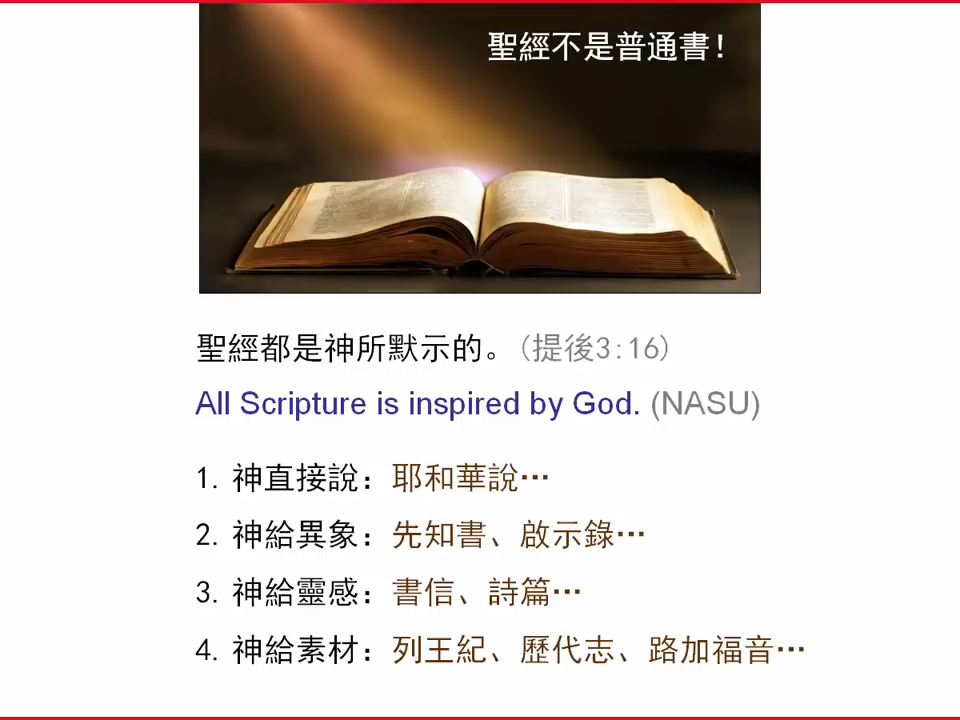 聖經不是普通書！
聖經都是神所默示的。(提後3:16)
All Scripture is inspired by God. (NASU)
1. 神直接說：耶和華說…
2. 神給異象：先知書、啟示錄…
3. 神給靈感：書信、詩篇…
4. 神給素材：列王紀、歷代志、路加福音…